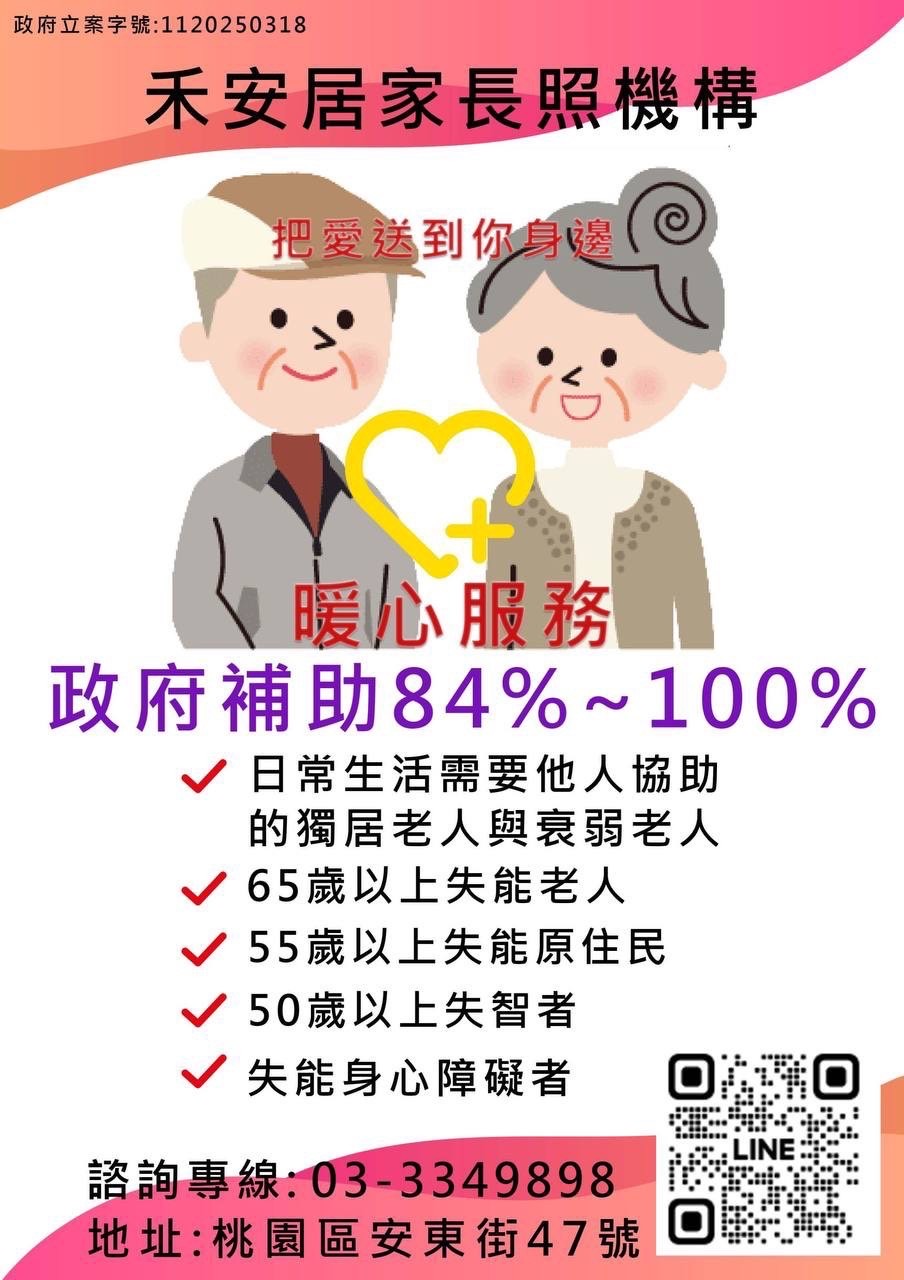 政府立案字號:1120250318
禾安居家長照機構
把愛送到你身邊
暖心服務
政府補助84%~100%
日常生活需要他人協助
的獨居老人與衰弱老人
65歲以上失能老人
55歲以上失能原住民
50歲以上失智者
失能身心障礙者
LINE
諮詢專線: 03-3349898
地址:桃園區安東街47號